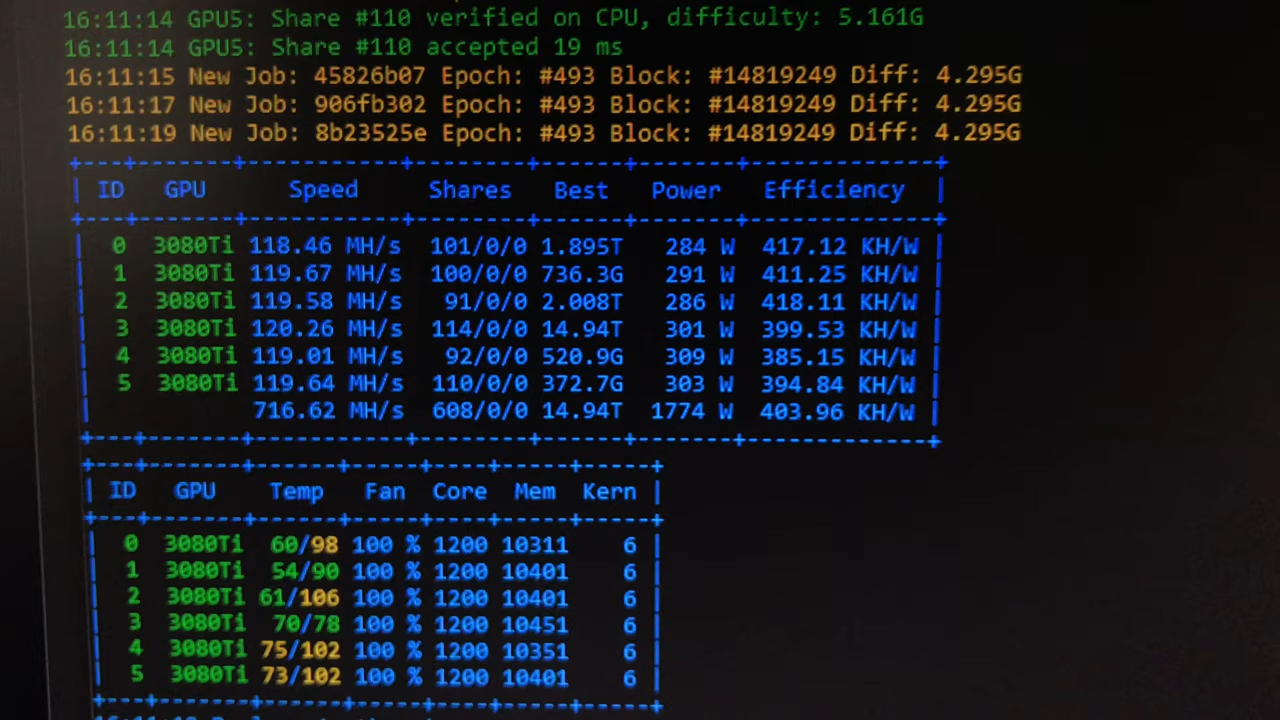 16:11:14 GPU5: Share #110 verified on CPU, difficulty: 5.161G
16:11:14 GPU5: Share #110 accepted 19 ms
16:11:15 New Job: 45826b07 Epoch: #493 Block: #14819249 Diff: 4.295G
16:11:17 New Job: 906fb302 Epoch: #493 Block: #14819249 Diff: 4.295G
16:11:19 New Job: 8b23525e Epoch: #493 Block: #14819249 Diff: 4.295G
ID GPU Speed Shares Best Power Efficiency
0 3080Ti 118.46 MH/s 101/0/0 1.895T 284 W 417.12 KH/W
1 3080Ti 119.67 MH/s 100/0/0 736.3G 291 W 411.25 KH/W
2 3080Ti 119.58 MH/s 91/0/0 2.008T 286 W 418.11 KH/W
3 3080Ti 120.26 MH/s 114/0/0 14.94T 301 W 399.53 KH/W
4 3080Ti 119.01 MH/s 92/0/0 520.9G 309 W 385.15 KH/W
5 3080Ti 119.64 MH/s 110/0/0 372.7G 303 W 394.84 KH/W
716.62 MH/s 608/0/0 14.94T 1774 W 403.96 KH/W
ID GPU Temp Fan Core Mem Kern
0 3080Ti 60/98 100 % 1200 10311 6
1 3080Ti 54/90 100 % 1200 10401 6
2 3080Ti 61/106 100 % 1200 10401 6
3 3080Ti 70/78 100 % 1200 10451 6
4 3080Ti 75/102 100 % 1200 10351 6
5 3080Ti 73/102 100 % 1200 10401 6